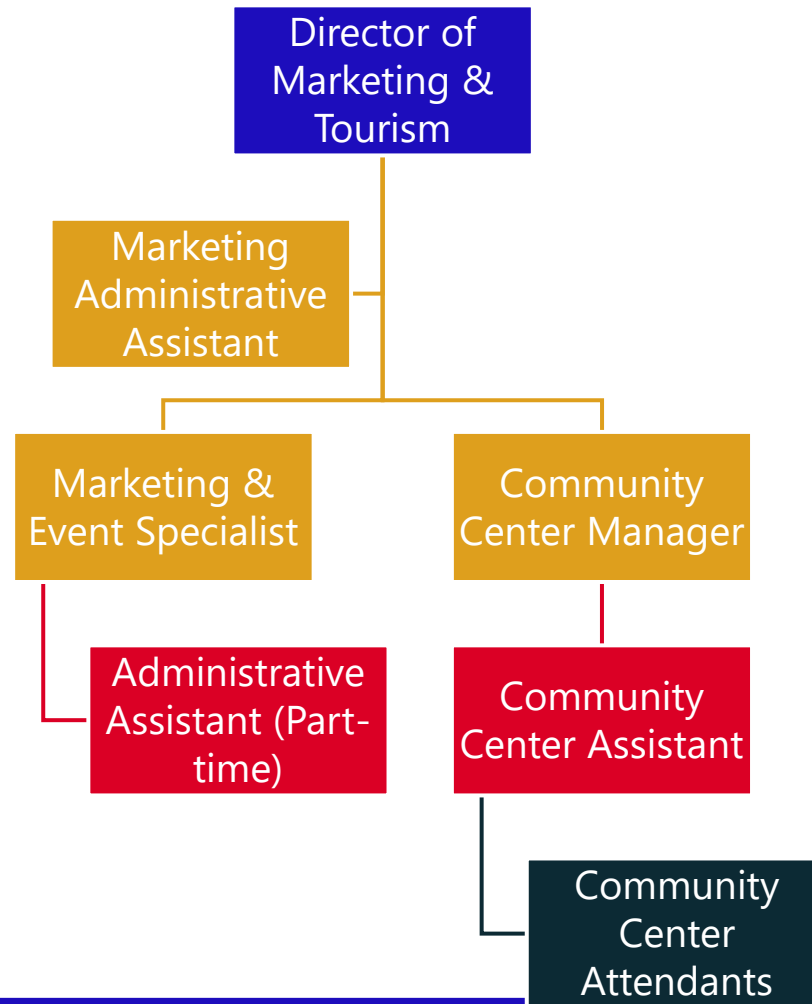 Director of
Marketing &
Tourism
Marketing
Administrative
Assistant
Marketing &
Event Specialist
Community
Center Manager
Administrative
Assistant (Part-
time)
Community
Center Assistant
Community
Center
Attendants